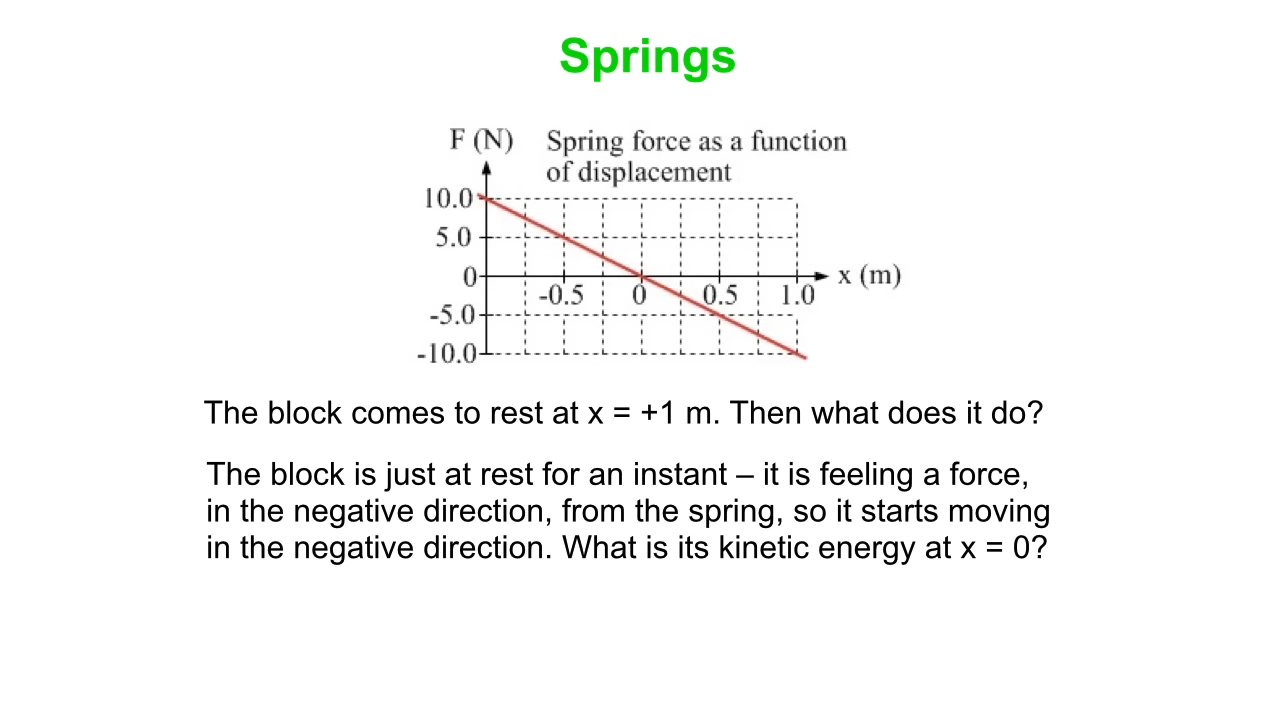 Springs
F (N) Spring force as a function
of displacement
10.0
5.0
0
-0.5 0 0.5 1.0 x (m)
-5.0
-10.0
The block comes to rest at x = +1 m. Then what does it do?
The block is just at rest for an instant – it is feeling a force,
in the negative direction, from the spring, so it starts moving
in the negative direction. What is its kinetic energy at x = 0?